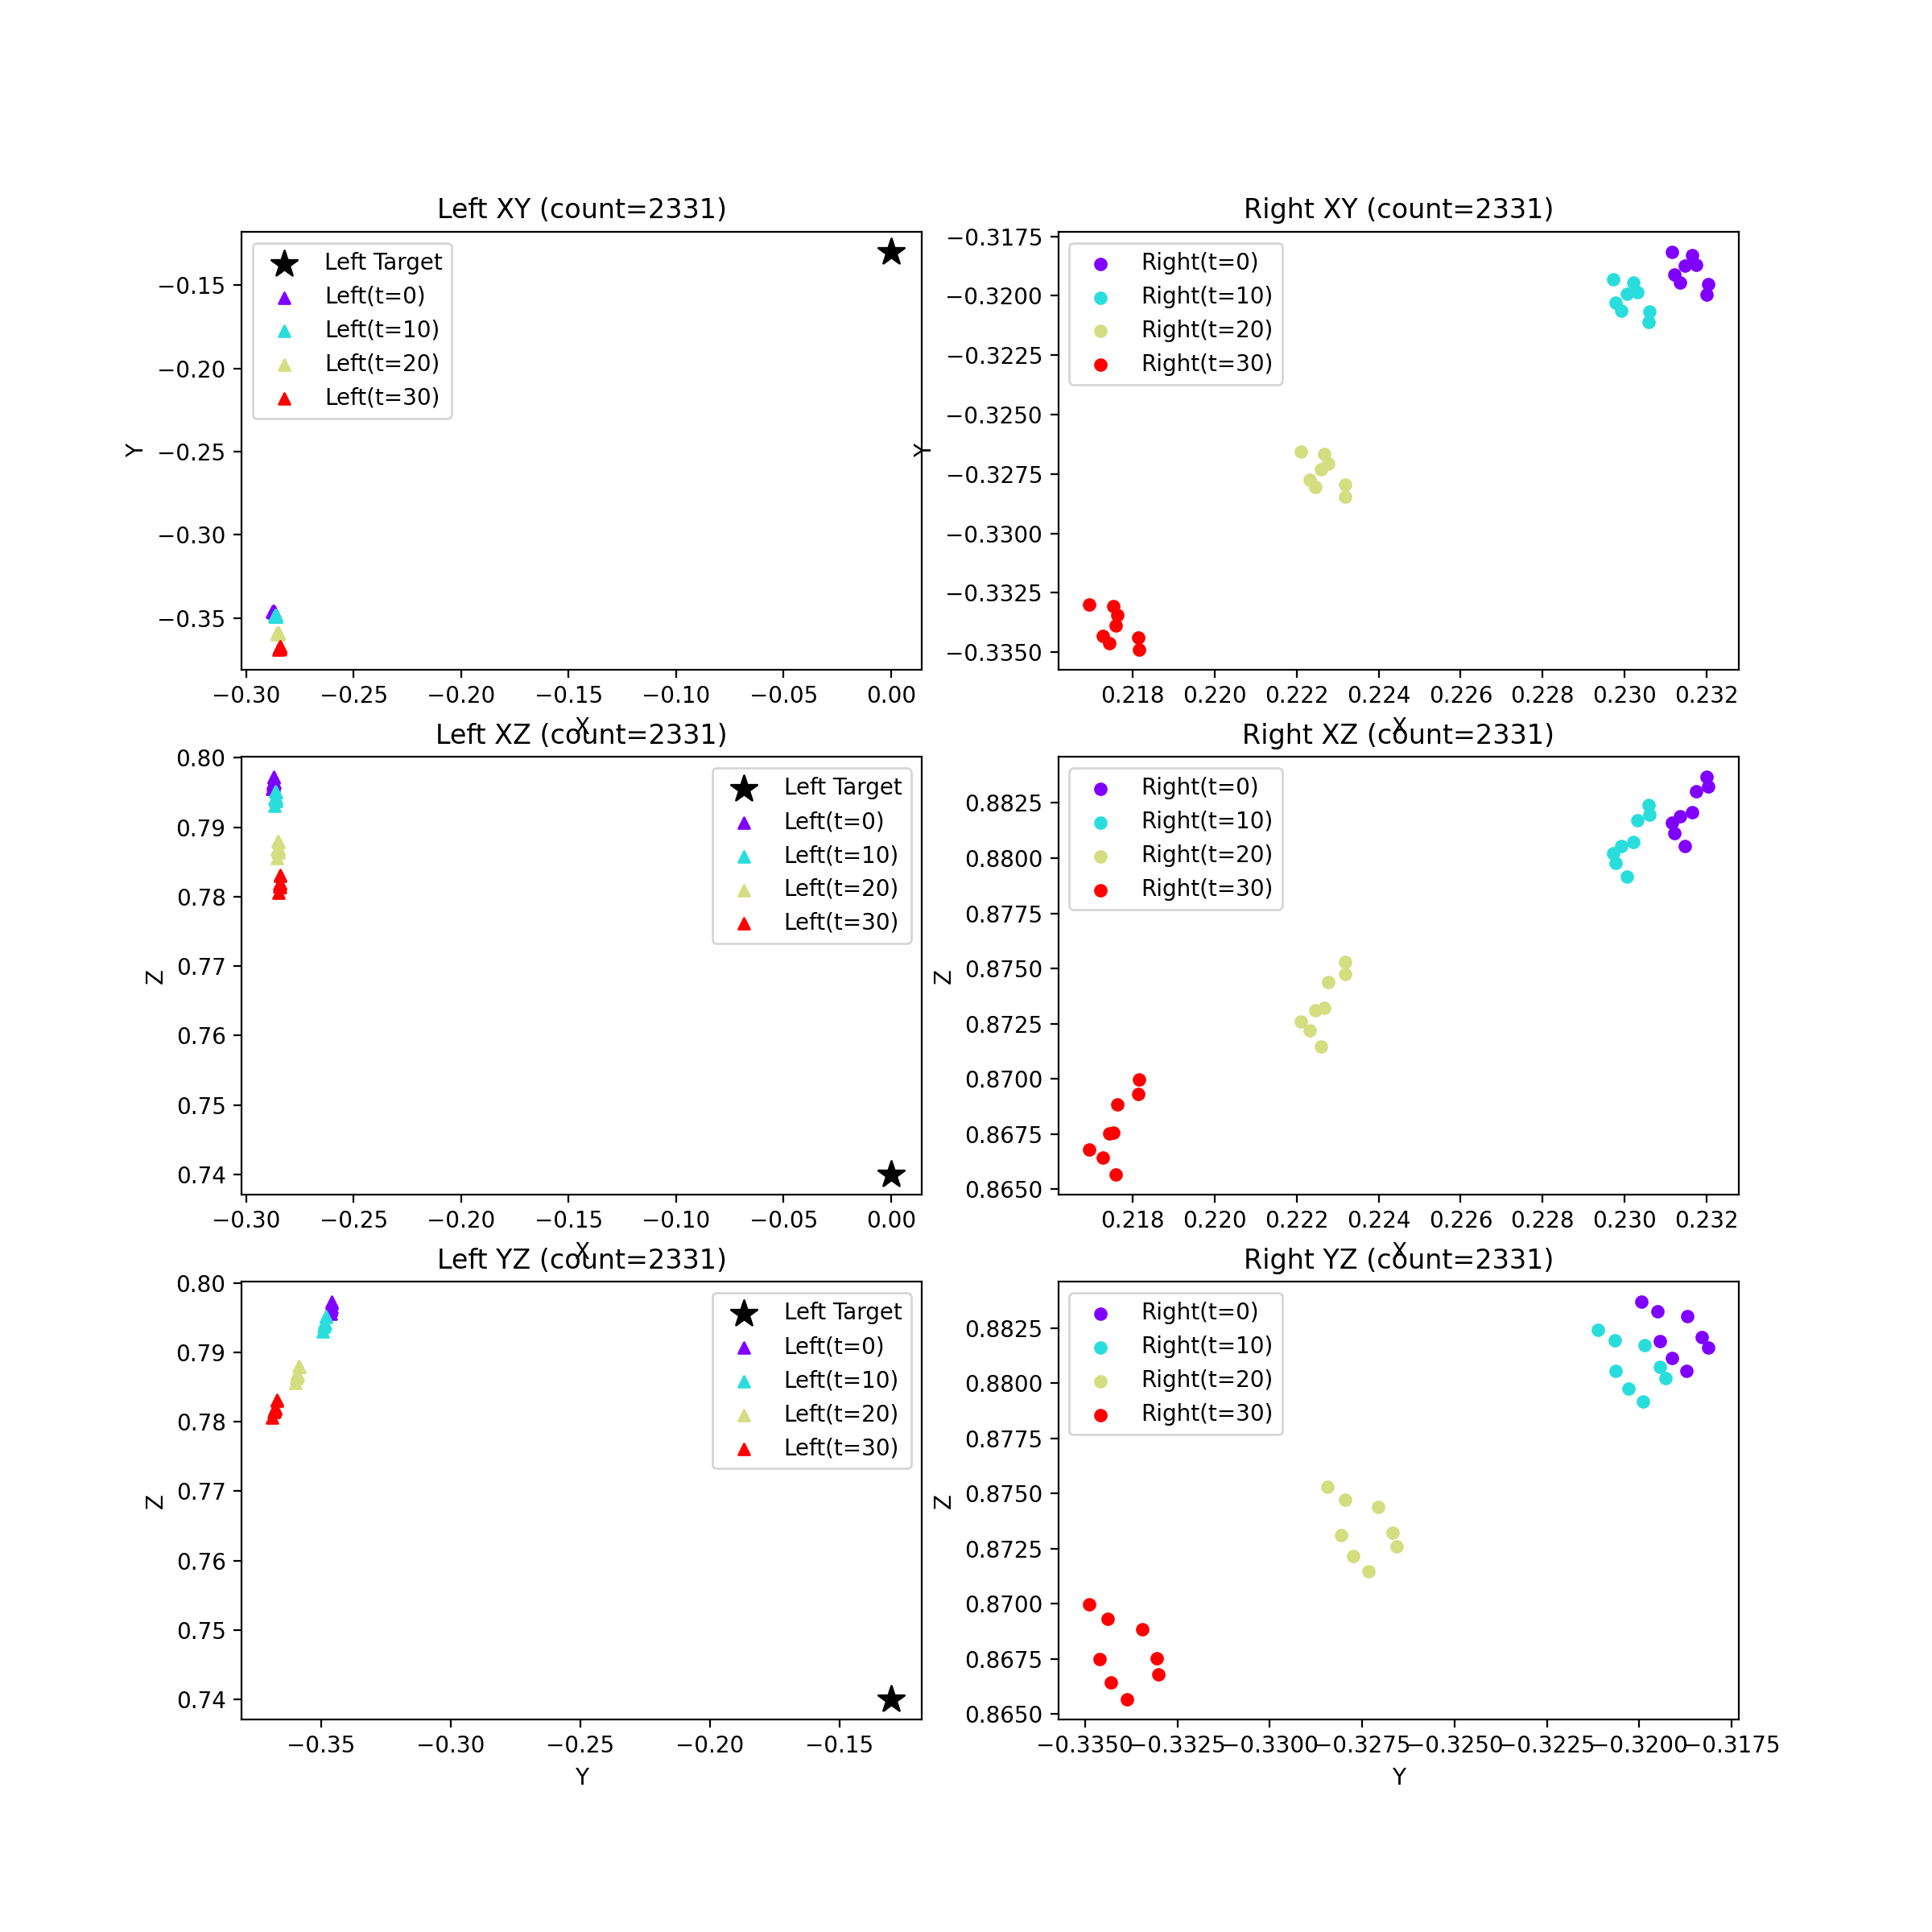 Left XY (count=2331)
Left Target
Left(t=0)
Left(t=10)
Left(t=20)
Left(t=30)
Y
−0.15
−0.20
−0.25
−0.30
−0.35
−0.30
−0.25
−0.20
−0.15
−0.10
−0.05
0.00
X
Right XY (count=2331)
Right(t=0)
Right(t=10)
Right(t=20)
Right(t=30)
Y
−0.3175
−0.3200
−0.3225
−0.3250
−0.3275
−0.3300
−0.3325
−0.3350
0.218
0.220
0.222
0.224
0.226
0.228
0.230
0.232
X
Left XZ (count=2331)
Left Target
Left(t=0)
Left(t=10)
Left(t=20)
Left(t=30)
Z
0.80
0.79
0.78
0.77
0.76
0.75
0.74
−0.30
−0.25
−0.20
−0.15
−0.10
−0.05
0.00
X
Right XZ (count=2331)
Right(t=0)
Right(t=10)
Right(t=20)
Right(t=30)
Z
0.8825
0.8800
0.8775
0.8750
0.8725
0.8700
0.8675
0.8650
0.218
0.220
0.222
0.224
0.226
0.228
0.230
0.232
X
Left YZ (count=2331)
Left Target
Left(t=0)
Left(t=10)
Left(t=20)
Left(t=30)
Z
0.80
0.79
0.78
0.77
0.76
0.75
0.74
−0.35
−0.30
−0.25
−0.20
−0.15
Y
Right YZ (count=2331)
Right(t=0)
Right(t=10)
Right(t=20)
Right(t=30)
Z
0.8825
0.8800
0.8775
0.8750
0.8725
0.8700
0.8675
0.8650
−0.3350
−0.3325
−0.3300
−0.3275
−0.3250
−0.3225
−0.3200
−0.3175
Y